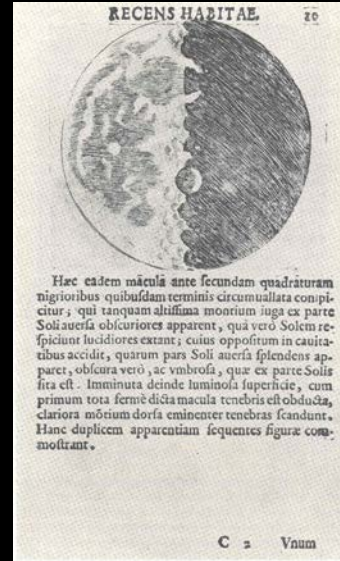 RECENS HABITAE. 20
Hæc eadem macula ante ſecundam quadraturam
nigrioribus quibuſdam terminis circumuallata conſpi-
citur; qui tanquam altiſſima montium iuga ex parte
Soli auerſa obſcuriores apparent, quà verò Solem re-
ſpiciunt lucidiores extant; cuius oppoſitum in cauita-
tibus accidit, quarum pars Soli auerſa ſplendens ap-
paret, obſcura verò, ac vmbroſa, quæ ex parte Solis
ſita eſt. Imminuta deinde luminoſa ſuperficie, cum
primum tota fermè dicta macula tenebris eſt obducta,
clariora mõtium dorſa eminenter tenebras ſcandunt.
Hanc duplicem apparentiam ſequentes figuræ com-
moſtrant.
C 2 Vnum